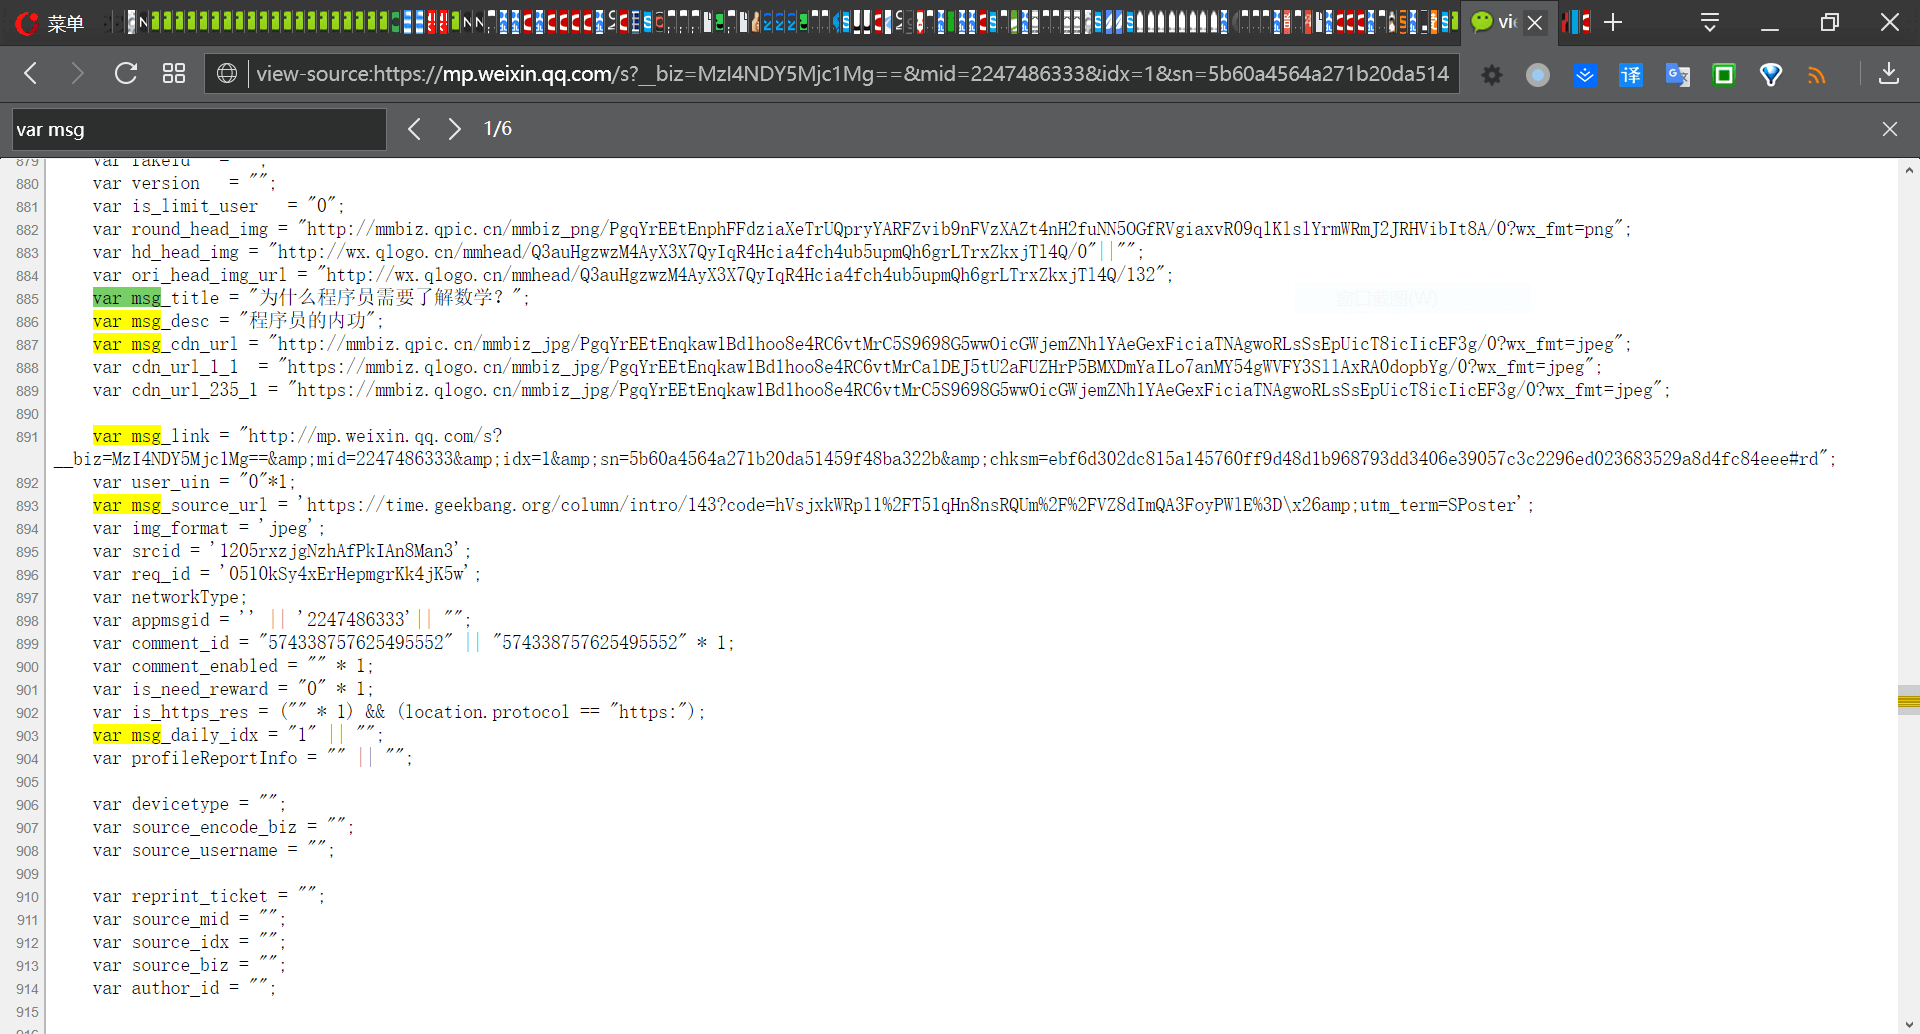 菜单
vi
view-source:https://mp.weixin.qq.com/s?__biz=MzI4NDY5Mjc1Mg==&mid=2247486333&idx=1&sn=5b60a4564a271b20da514
译
var msg
1/6
879 var fakeid = "";
880 var version = "";
881 var is_limit_user = "0";
882 var round_head_img = "http://mmbiz.qpic.cn/mmbiz_png/PgqYrEEtEnphFFdziaXeTrUQpryYARFZvib9nFVzXAZt4nH2fuNN5OGfRVgiaxvR09qlKlslYrmWRmJ2JRHVibIt8A/0?wx_fmt=png";
883 var hd_head_img = "http://wx.qlogo.cn/mmhead/Q3auHgzwzM4AyX3X7QyIqR4Hcia4fch4ub5upmQh6grLTrxZkxjTl4Q/0"||"";
884 var ori_head_img_url = "http://wx.qlogo.cn/mmhead/Q3auHgzwzM4AyX3X7QyIqR4Hcia4fch4ub5upmQh6grLTrxZkxjTl4Q/132";
885 var msg_title = "为什么程序员需要了解数学？";
886 var msg_desc = "程序员的内功";
887 var msg_cdn_url = "http://mmbiz.qpic.cn/mmbiz_jpg/PgqYrEEtEnqkawlBdlhoo8e4RC6vtMrC5S9698G5wwOicGWjemZNhlYAeGexFiciaTNAgwoRLsSsEpUicT8icIicEF3g/0?wx_fmt=jpeg";
888 var cdn_url_1_1 = "https://mmbiz.qlogo.cn/mmbiz_jpg/PgqYrEEtEnqkawlBdlhoo8e4RC6vtMrCalDEJ5tU2aFUZHrP5BMXDmYaILo7anMY54gWVFY3SllAxRA0dopbYg/0?wx_fmt=jpeg";
889 var cdn_url_235_1 = "https://mmbiz.qlogo.cn/mmbiz_jpg/PgqYrEEtEnqkawlBdlhoo8e4RC6vtMrC5S9698G5wwOicGWjemZNhlYAeGexFiciaTNAgwoRLsSsEpUicT8icIicEF3g/0?wx_fmt=jpeg";
890
891 var msg_link = "http://mp.weixin.qq.com/s?
__biz=MzI4NDY5Mjc1Mg==&amp;mid=2247486333&amp;idx=1&amp;sn=5b60a4564a271b20da51459f48ba322b&amp;chksm=ebf6d302dc815a145760ff9d48d1b968793dd3406e39057c3c2296ed023683529a8d4fc84eee#rd";
892 var user_uin = "0"*1;
893 var msg_source_url = 'https://time.geekbang.org/column/intro/143?code=hVsjxkWRpll%2FT5lqHn8nsRQUm%2F%2FVZ8dImQA3FoyPWlE%3D\x26amp;utm_term=SPoster';
894 var img_format = 'jpeg';
895 var srcid = '1205rxzjgNzhAfPkIAn8Man3';
896 var req_id = '0510kSy4xErHepmgrKk4jK5w';
897 var networkType;
898 var appmsgid = '' || '2247486333'|| "";
899 var comment_id = "574338757625495552" || "574338757625495552" * 1;
900 var comment_enabled = "" * 1;
901 var is_need_reward = "0" * 1;
902 var is_https_res = ("" * 1) && (location.protocol == "https:");
903 var msg_daily_idx = "1" || "";
904 var profileReportInfo = "" || "";
905
906 var devicetype = "";
907 var source_encode_biz = "";
908 var source_username = "";
909
910 var reprint_ticket = "";
911 var source_mid = "";
912 var source_idx = "";
913 var source_biz = "";
914 var author_id = "";
915